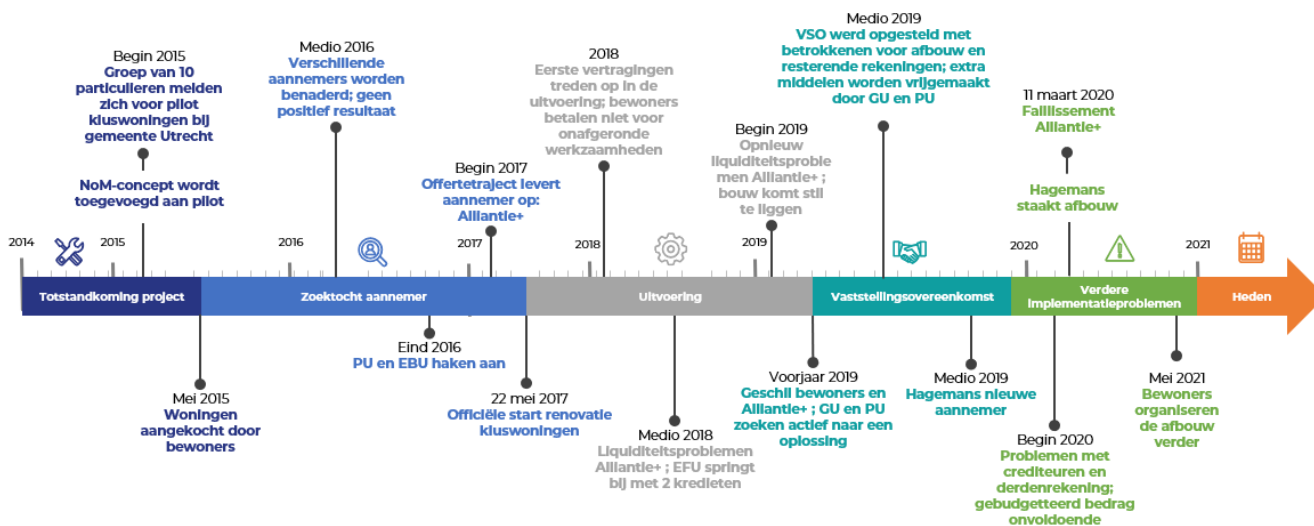 Begin 2015
Groep van 10
particulieren melden
zich voor pilot
kluswoningen bij
gemeente Utrecht
NoM-concept wordt
toegevoegd aan pilot
Medio 2016
Verschillende
aannemers worden
benaderd; geen
positief resultaat
Begin 2017
Offertetraject levert
aannemer op:
Alliantie+
2018
Eerste vertragingen
treden op in de
uitvoering; bewoners
betalen niet voor
onafgeronde
werkzaamheden
Begin 2019
Opnieuw
liquiditeitsproble
men Alliantie+ ;
bouw komt stil
te liggen
Medio 2019
VSO werd opgesteld met
betrokkenen voor afbouw en
resterende rekeningen; extra
middelen worden vrijgemaakt
door GU en PU
11 maart 2020
Faillissement
Alliantie+
Hagemans
staakt afbouw
2014
2015
2016
2017
2018
2019
2020
2021
Totstandkoming project
Zoektocht aannemer
Uitvoering
Vaststellingsovereenkomst
Verdere
implementatieproblemen
Heden
Mei 2015
Woningen
aangekocht door
bewoners
Eind 2016
PU en EBU haken aan
22 mei 2017
Officiële start renovatie
kluswoningen
Medio 2018
Liquiditeitsproblemen
Alliantie+ ; EFU springt
bij met 2 kredieten
Voorjaar 2019
Geschil bewoners en
Alliantie+ ; GU en PU
zoeken actief naar een
oplossing
Medio 2019
Hagemans nieuwe
aannemer
Begin 2020
Problemen met
crediteuren en
derdenrekening;
gebudgetteerd bedrag
onvoldoende
Mei 2021
Bewoners
organiseren
de afbouw
verder